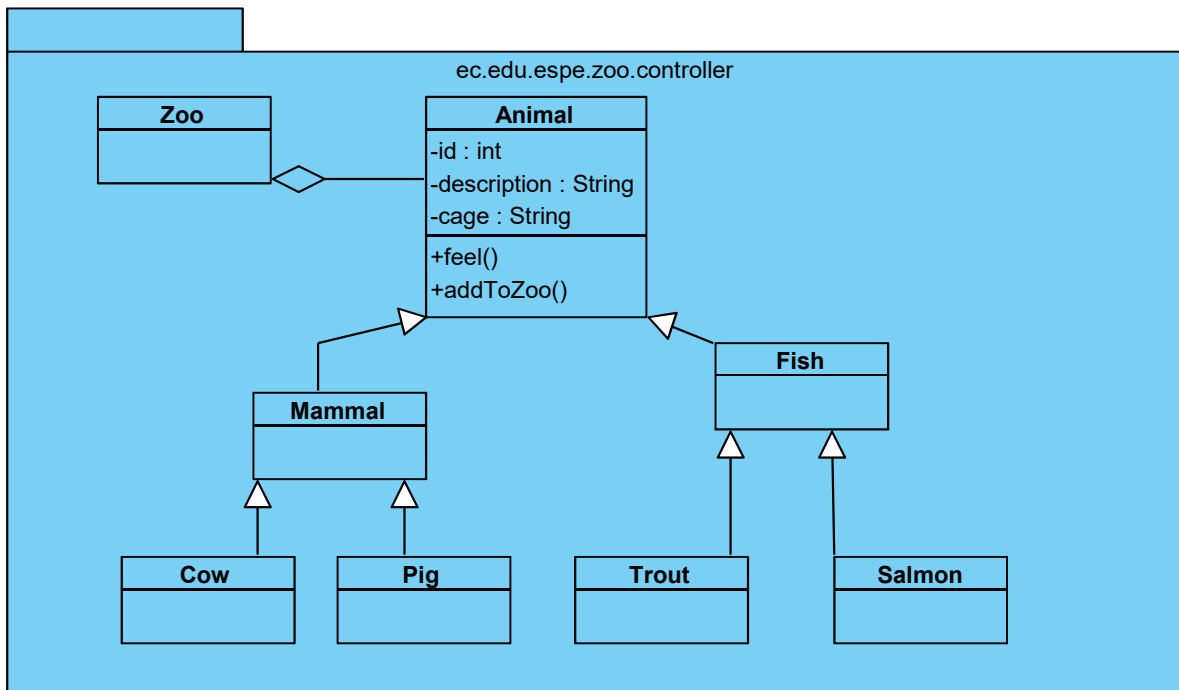 ec.edu.espe.zoo.controller
Zoo
Animal
-id : int
-description : String
-cage : String
+feel()
+addToZoo()
Fish
Mammal
Cow
Pig
Trout
Salmon